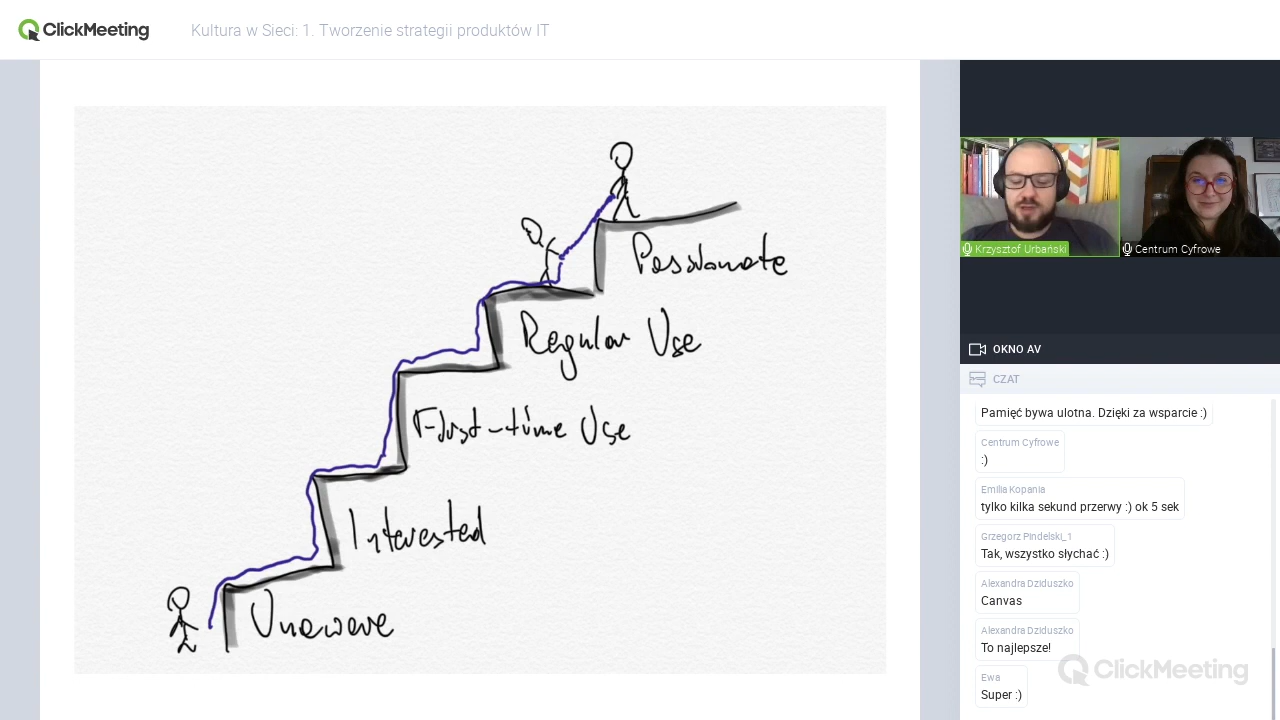 ClickMeeting
Kultura w Sieci: 1. Tworzenie strategii produktów IT
Passionate
Regular Use
First-time Use
Interested
Unaware
Krzysztof Urbański
Centrum Cyfrowe
OKNO AV
CZAT
Pamięć bywa ulotna. Dzięki za wsparcie :)
Centrum Cyfrowe
:)
Emilia Kopania
tylko kilka sekund przerwy :) ok 5 sek
Grzegorz Pindelski_1
Tak, wszystko słychać :)
Alexandra Dziduszko
Canvas
Alexandra Dziduszko
To najlepsze!
Ewa
Super :)
ClickMeeting